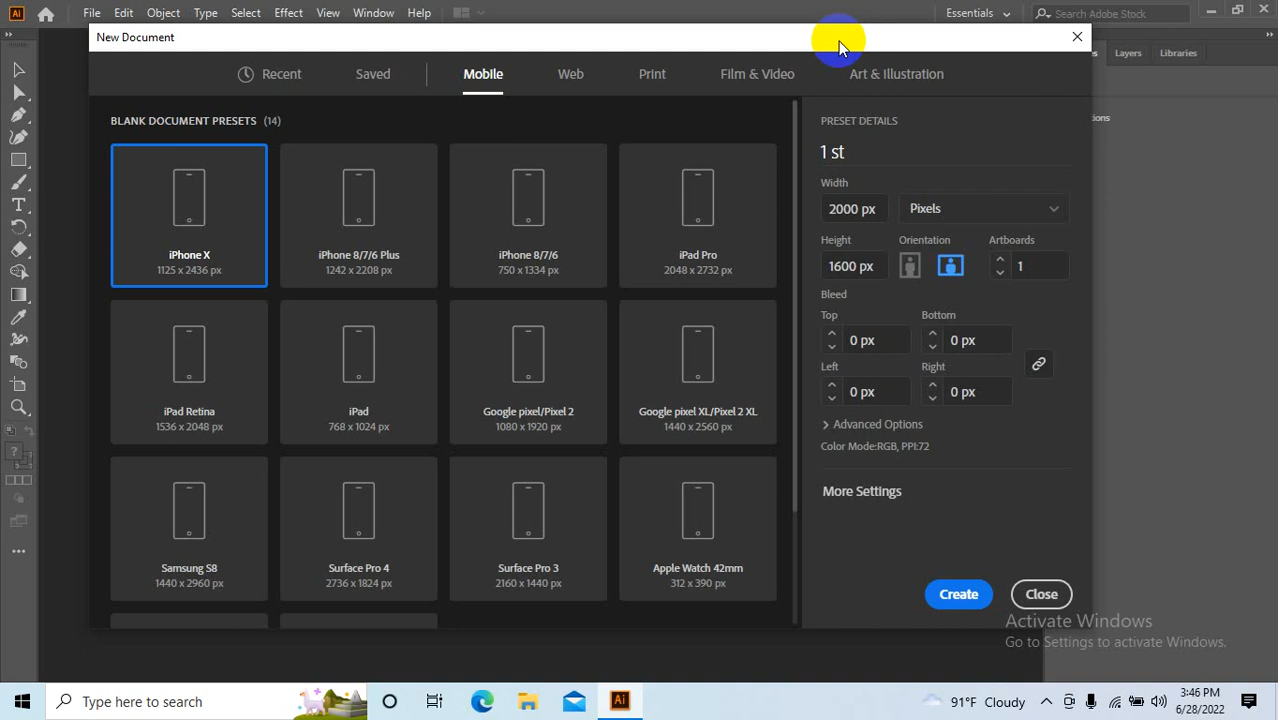 Ai File Edit Object Type Select Effect View Window Help Essentials Search Adobe Stock
New Document
Layers Libraries
Recent Saved Mobile Web Print Film & Video Art & Illustration
BLANK DOCUMENT PRESETS (14)
PRESET DETAILS
1 st
Width
2000 px Pixels
Height Orientation Artboards
1600 px 1
Bleed
Top Bottom
0 px 0 px
Left Right
0 px 0 px
Advanced Options
Color Mode:RGB, PPI:72
More Settings
Create Close
iPhone X iPhone 8/7/6 Plus iPhone 8/7/6 iPad Pro
1125 x 2436 px 1242 x 2208 px 750 x 1334 px 2048 x 2732 px
iPad Retina iPad Google pixel/Pixel 2 Google pixel XL/Pixel 2 XL
1536 x 2048 px 768 x 1024 px 1080 x 1920 px 1440 x 2560 px
Samsung S8 Surface Pro 4 Surface Pro 3 Apple Watch 42mm
1440 x 2960 px 2736 x 1824 px 2160 x 1440 px 312 x 390 px
Activate Windows
Go to Settings to activate Windows.
Type here to search Ai 91°F Cloudy 3:46 PM
6/28/2022